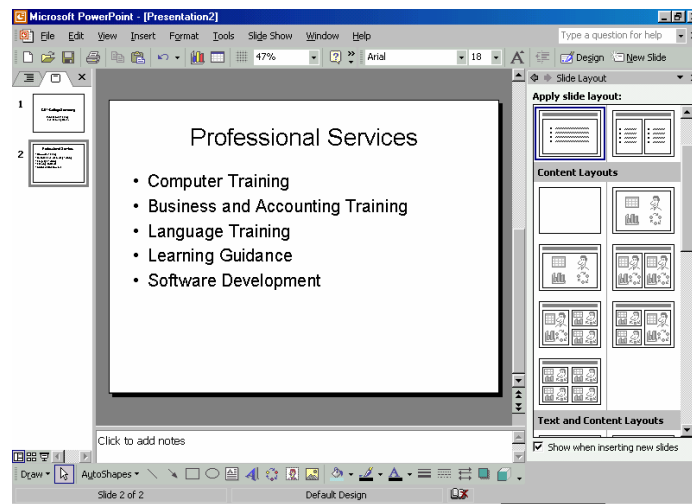 Microsoft PowerPoint - [Presentation2]
File Edit View Insert Format Tools Slide Show Window Help Type a question for help
47% Arial 18 A Design New Slide
Slide Layout
Apply slide layout:
1
2
Professional Services
• Computer Training
• Business and Accounting Training
• Language Training
• Learning Guidance
• Software Development
Content Layouts
Text and Content Layouts
Click to add notes
Show when inserting new slides
Draw AutoShapes A A
Slide 2 of 2 Default Design